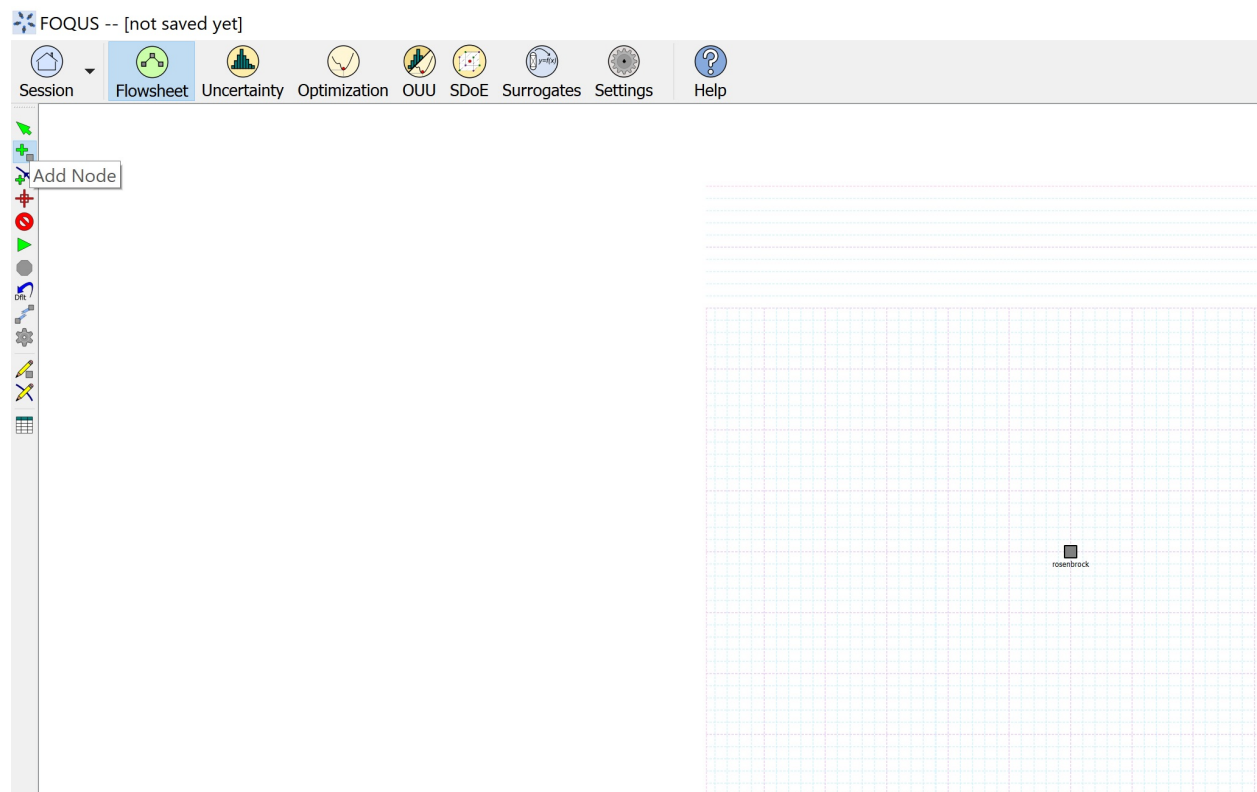 FOQUS -- [not saved yet]
Session Flowsheet Uncertainty Optimization OUU SDoE Surrogates Settings Help
y=f(x)
Add Node
Dflt
rosenbrock